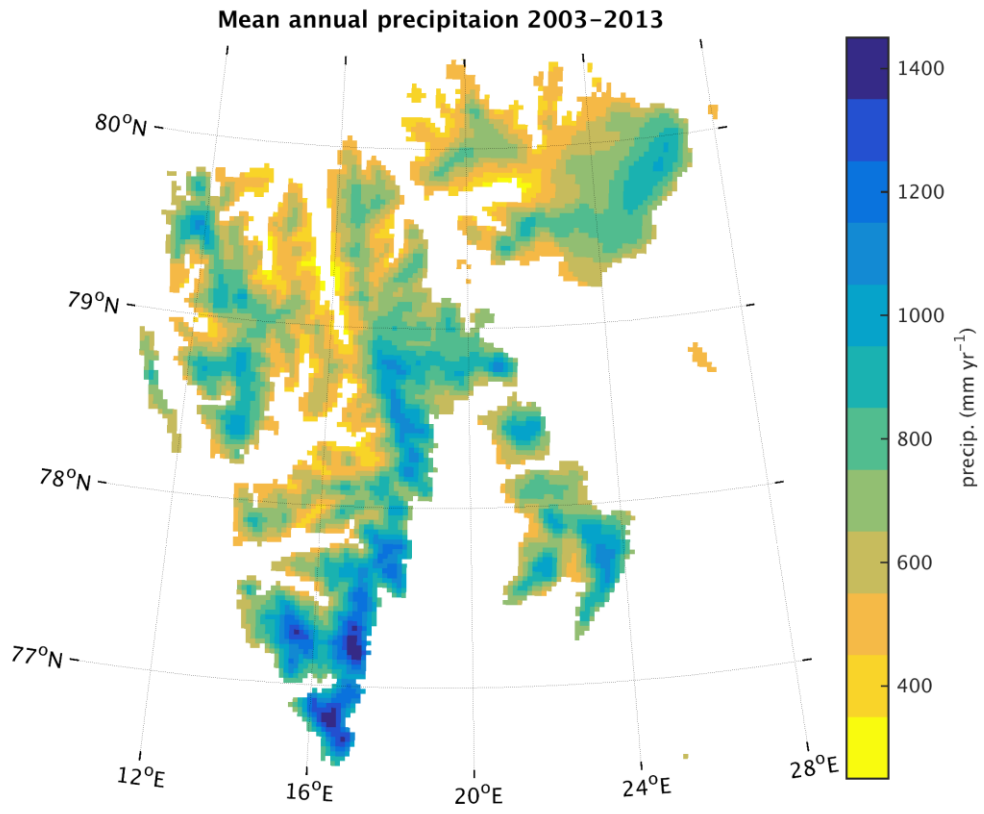 Mean annual precipitaion 2003–2013
80°N
79°N
78°N
77°N
12°E
16°E
20°E
24°E
28°E
1400
1200
1000
800
600
400
precip. (mm yr⁻¹)